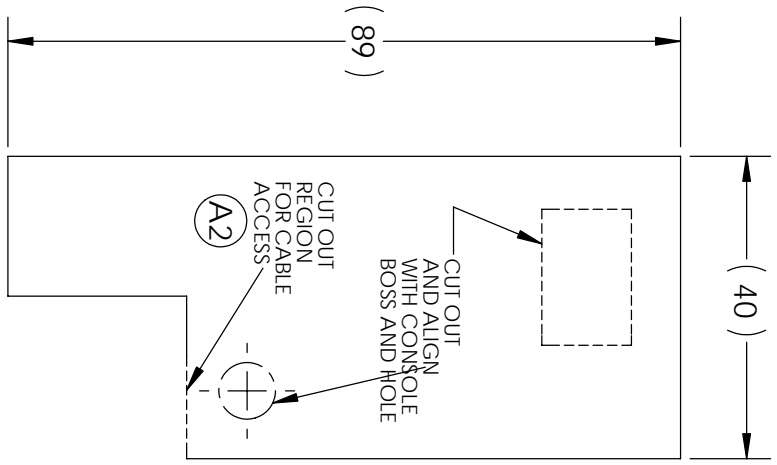 ( 89 )
( 40 )
CUT OUT
AND ALIGN
WITH CONSOLE
BOSS AND HOLE
CUT OUT
REGION
FOR CABLE
ACCESS
A2